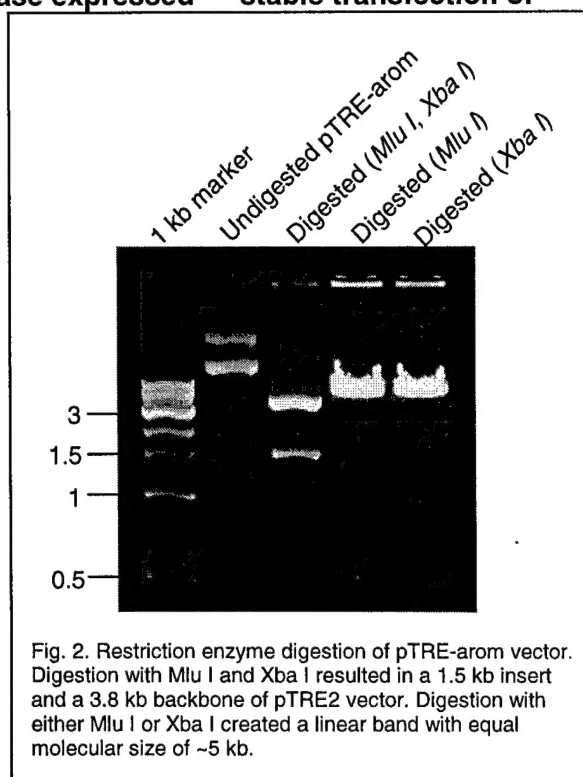 ase expressed stable transfection of
1 kb marker
Undigested pTRE-arom
Digested (Mlu I, Xba I)
Digested (Mlu I)
Digested (Xba I)
3
1.5
1
0.5
Fig. 2. Restriction enzyme digestion of pTRE-arom vector.
Digestion with Mlu I and Xba I resulted in a 1.5 kb insert
and a 3.8 kb backbone of pTRE2 vector. Digestion with
either Mlu I or Xba I created a linear band with equal
molecular size of ~5 kb.